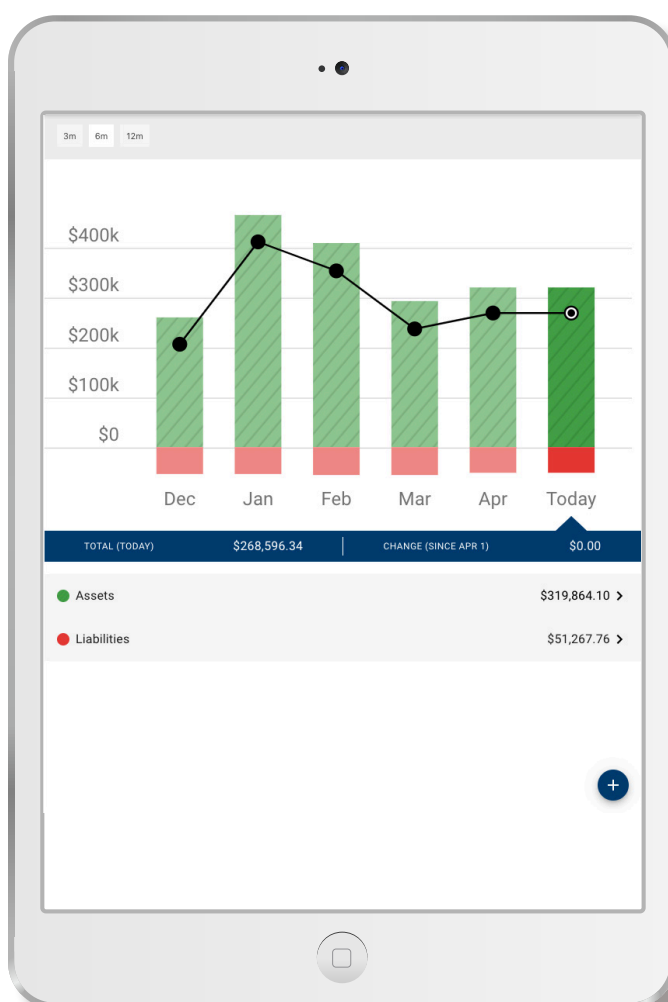 3m 6m 12m
$400k
$300k
$200k
$100k
$0
Dec Jan Feb Mar Apr Today
TOTAL (TODAY) $268,596.34 CHANGE (SINCE APR 1) $0.00
Assets $319,864.10
Liabilities $51,267.76
+